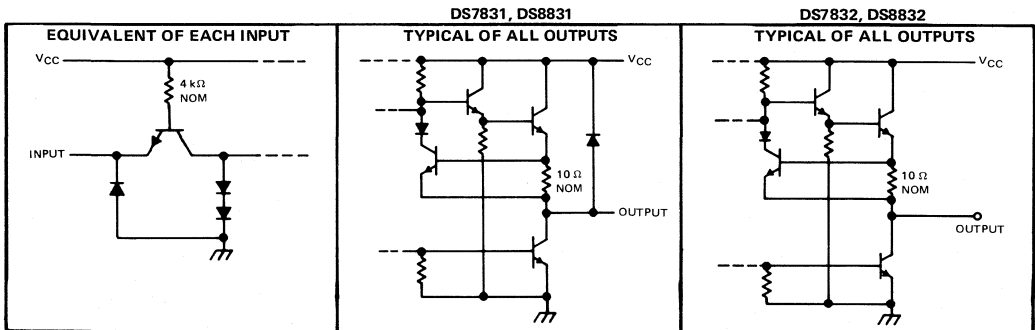 DS7831, DS8831
DS7832, DS8832
EQUIVALENT OF EACH INPUT
TYPICAL OF ALL OUTPUTS
TYPICAL OF ALL OUTPUTS
VCC
4 kΩ
NOM
INPUT
VCC
10 Ω
NOM
OUTPUT
VCC
10 Ω
NOM
OUTPUT